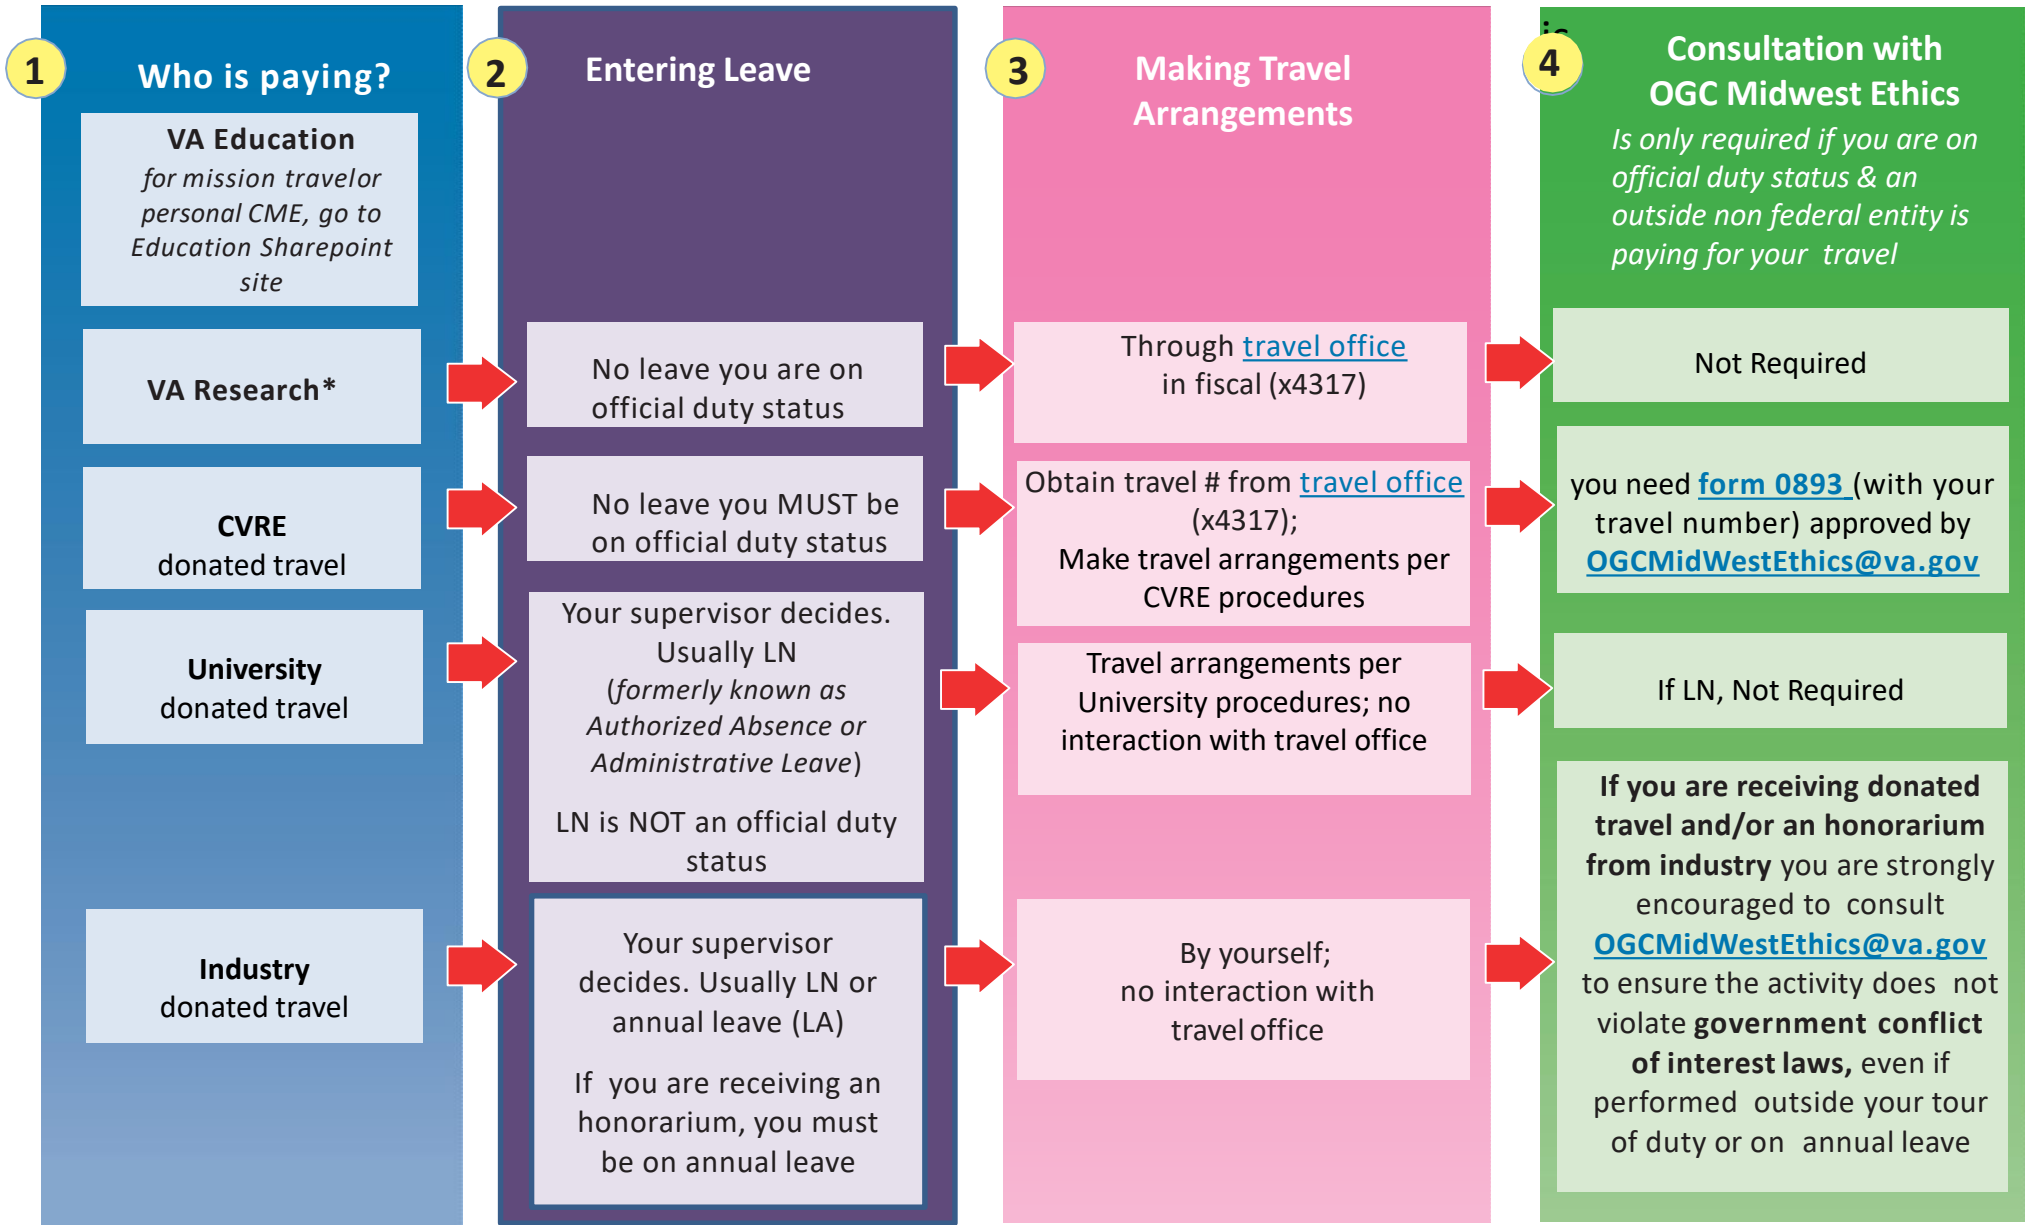 1
Who is paying?
VA Education
for mission travelor
personal CME, go to
Education Sharepoint
site
VA Research*
CVRE
donated travel
University
donated travel
Industry
donated travel
2
Entering Leave
No leave you are on
official duty status
No leave you MUST be
on official duty status
Your supervisor decides.
Usually LN
(formerly known as
Authorized Absence or
Administrative Leave)
LN is NOT an official duty
status
Your supervisor
decides. Usually LN or
annual leave (LA)
If you are receiving an
honorarium, you must
be on annual leave
3
Making Travel
Arrangements
Through travel office
in fiscal (x4317)
Obtain travel # from travel office
(x4317);
Make travel arrangements per
CVRE procedures
Travel arrangements per
University procedures; no
interaction with travel office
By yourself;
no interaction with
travel office
4
Consultation with
OGC Midwest Ethics
Is only required if you are on
official duty status & an
outside non federal entity is
paying for your travel
Not Required
you need form 0893 (with your
travel number) approved by
OGCMidWestEthics@va.gov
If LN, Not Required
If you are receiving donated
travel and/or an honorarium
from industry you are strongly
encouraged to consult
OGCMidWestEthics@va.gov
to ensure the activity does not
violate government conflict
of interest laws, even if
performed outside your tour
of duty or on annual leave